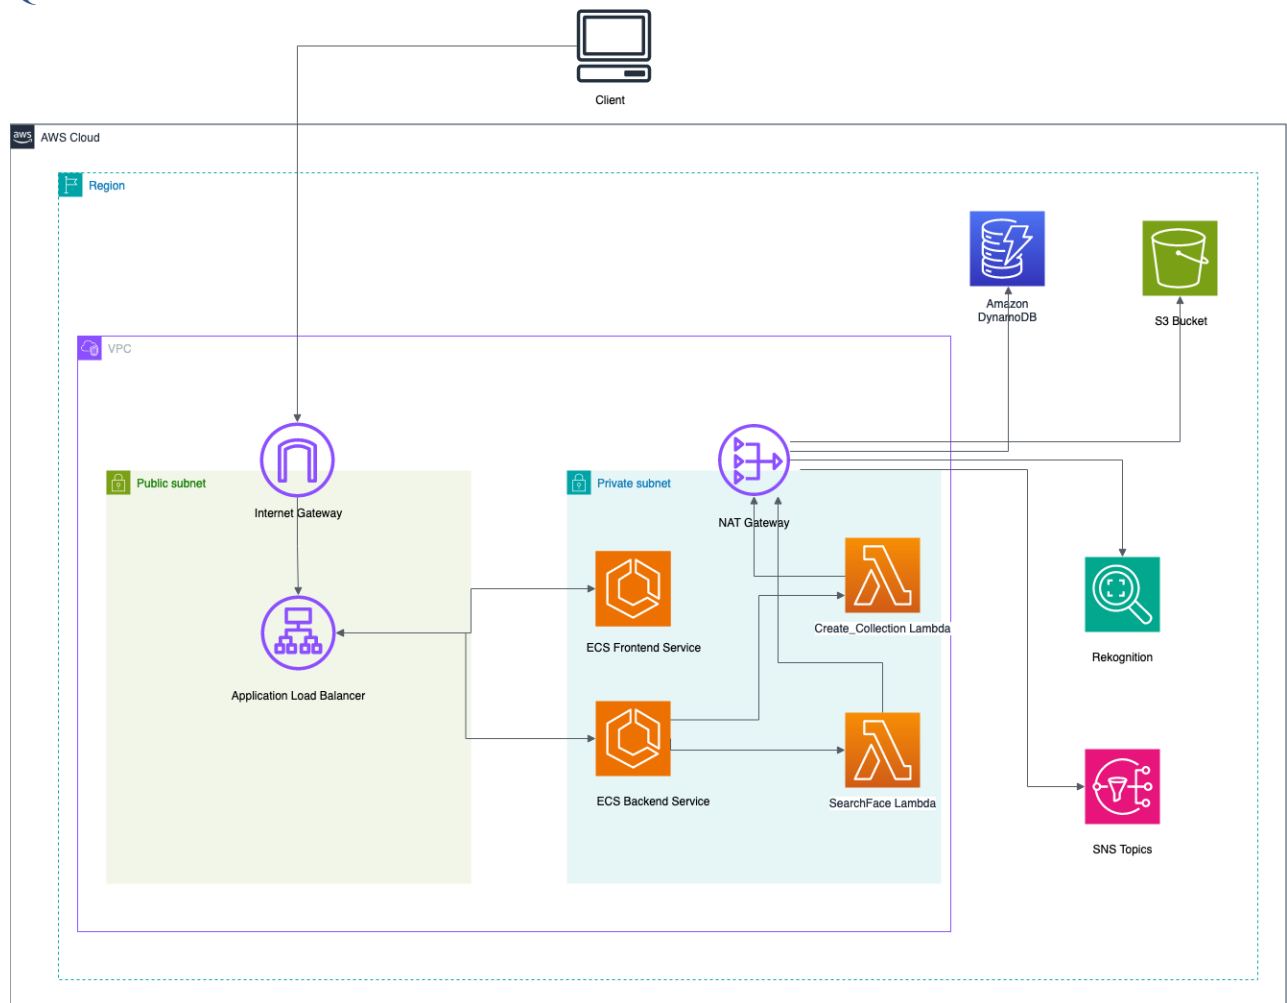 Client
aws
AWS Cloud
Region
Amazon
DynamoDB
S3 Bucket
VPC
Public subnet
Internet Gateway
Private subnet
NAT Gateway
Create_Collection Lambda
ECS Frontend Service
Rekognition
Application Load Balancer
ECS Backend Service
SearchFace Lambda
SNS Topics